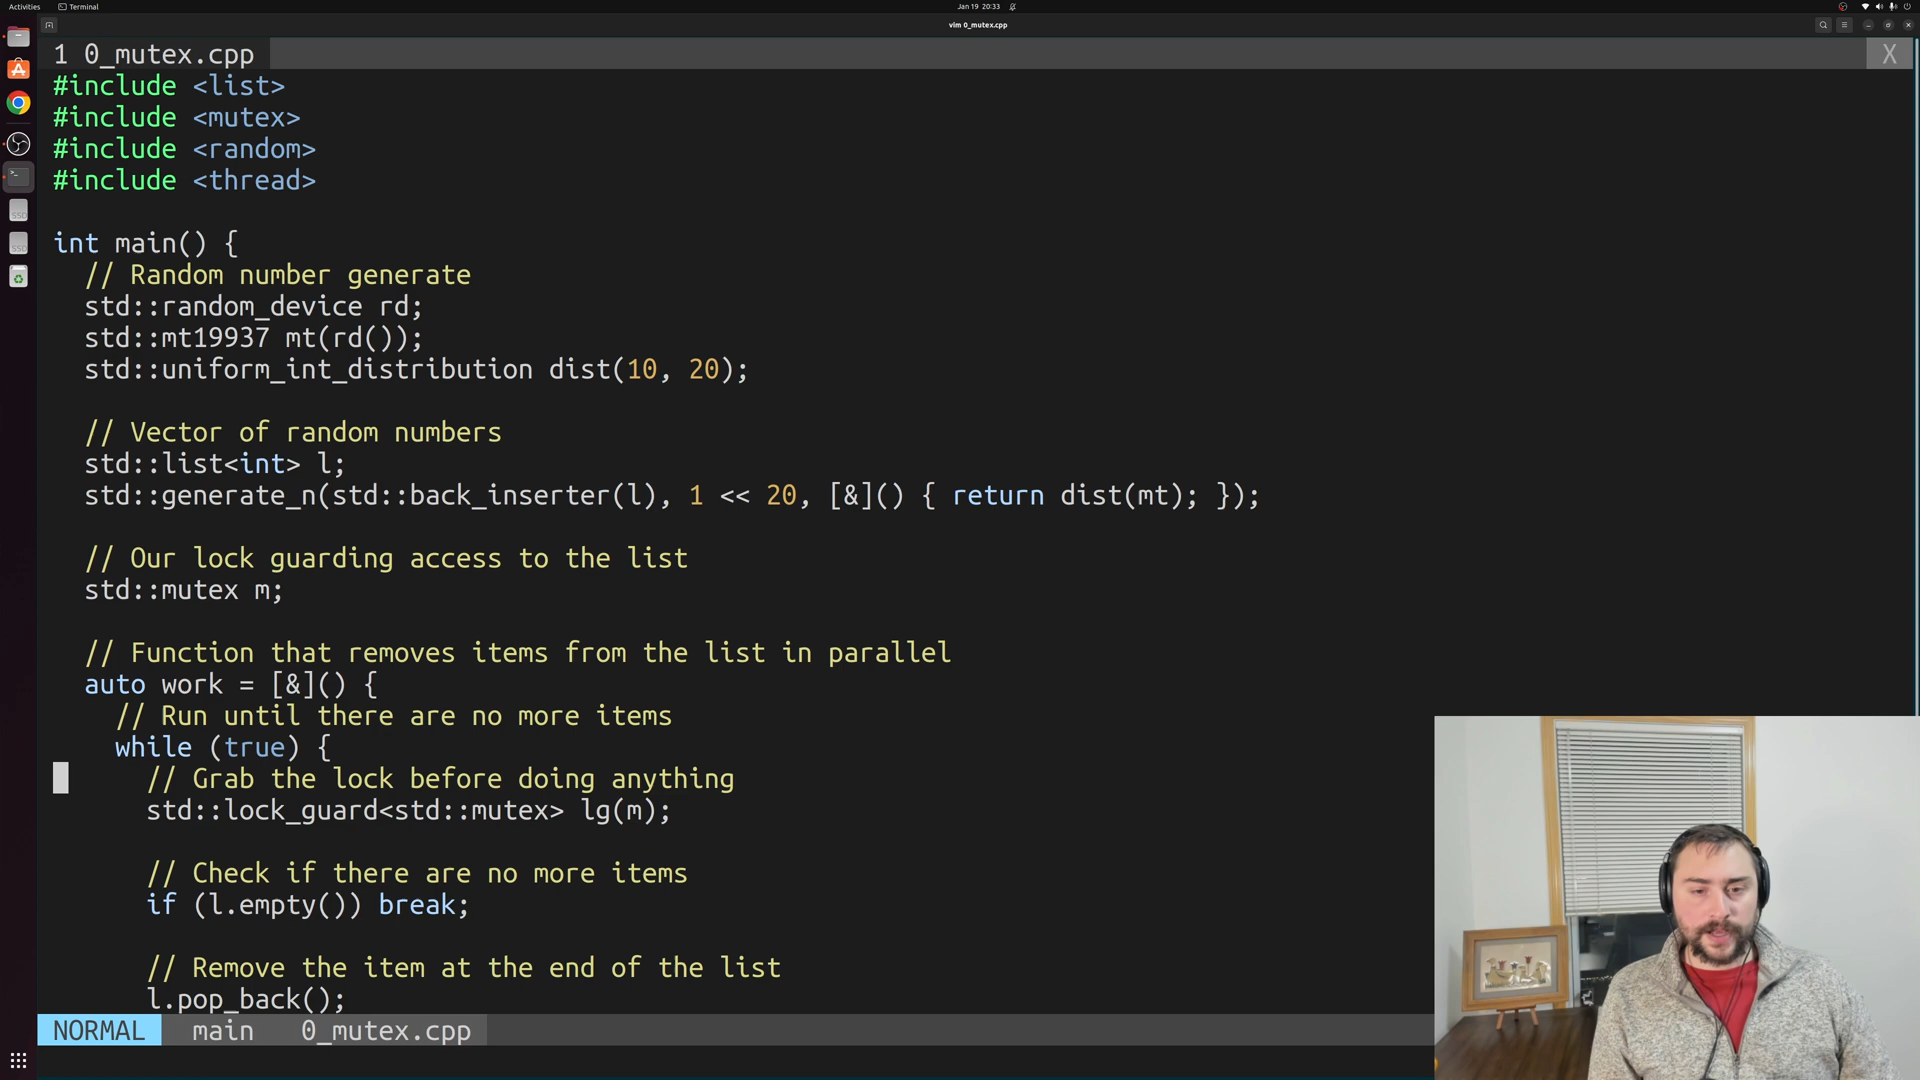 Activities
Terminal
Jan 19 20:33
vim 0_mutex.cpp
1 0_mutex.cpp
X
#include <list>
#include <mutex>
#include <random>
#include <thread>
int main() {
// Random number generate
std::random_device rd;
std::mt19937 mt(rd());
std::uniform_int_distribution dist(10, 20);
// Vector of random numbers
std::list<int> l;
std::generate_n(std::back_inserter(l), 1 << 20, [&]() { return dist(mt); });
// Our lock guarding access to the list
std::mutex m;
// Function that removes items from the list in parallel
auto work = [&]() {
// Run until there are no more items
while (true) {
// Grab the lock before doing anything
std::lock_guard<std::mutex> lg(m);
// Check if there are no more items
if (l.empty()) break;
// Remove the item at the end of the list
l.pop_back();
NORMAL main 0_mutex.cpp